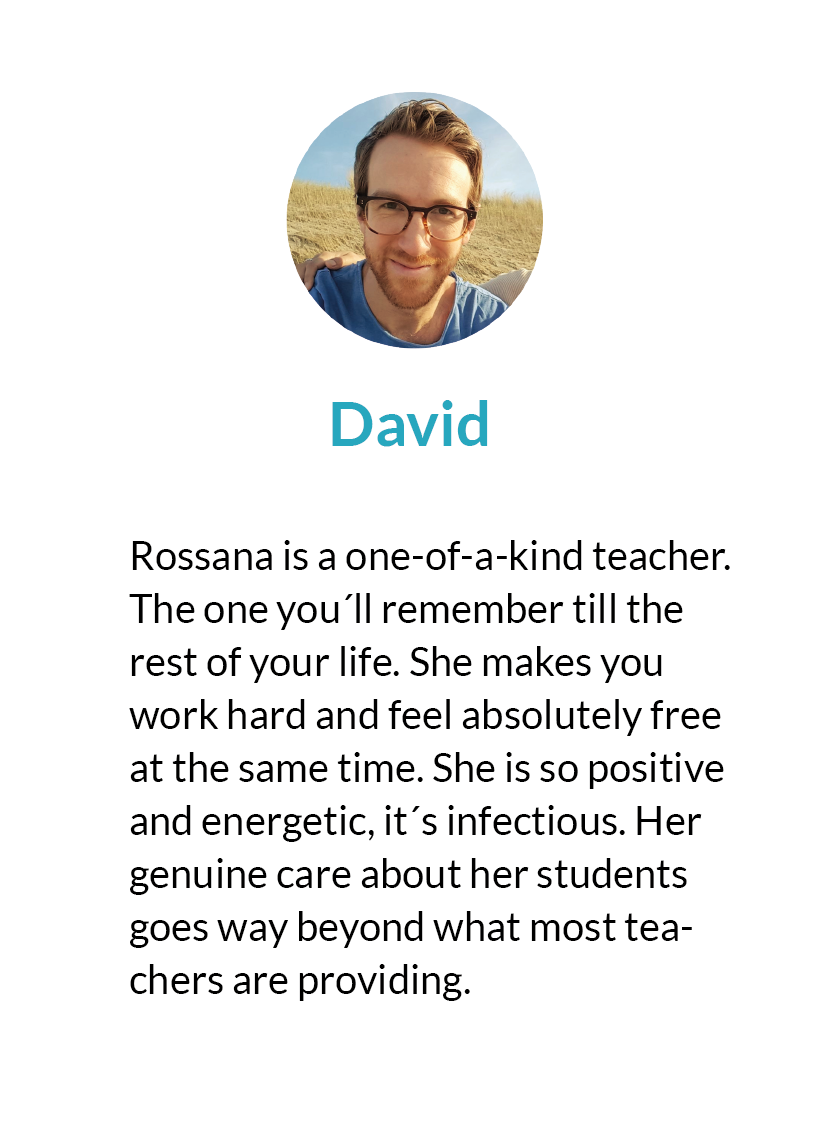 David
Rossana is a one-of-a-kind teacher.
The one you´ll remember till the
rest of your life. She makes you
work hard and feel absolutely free
at the same time. She is so positive
and energetic, it´s infectious. Her
genuine care about her students
goes way beyond what most tea-
chers are providing.